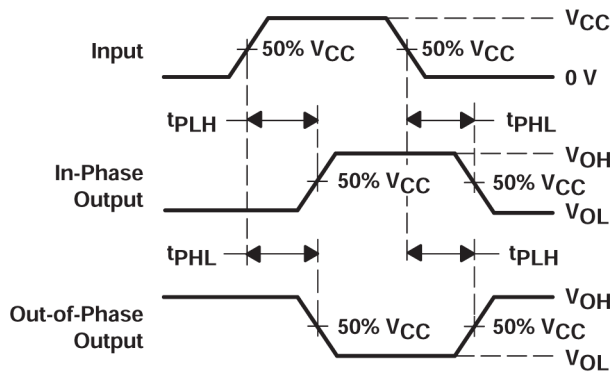 VCC
Input
50% VCC
50% VCC
0 V
tPLH
tPHL
VOH
In-Phase
Output
50% VCC
50% VCC
VOL
tPHL
tPLH
VOH
Out-of-Phase
Output
50% VCC
50% VCC
VOL